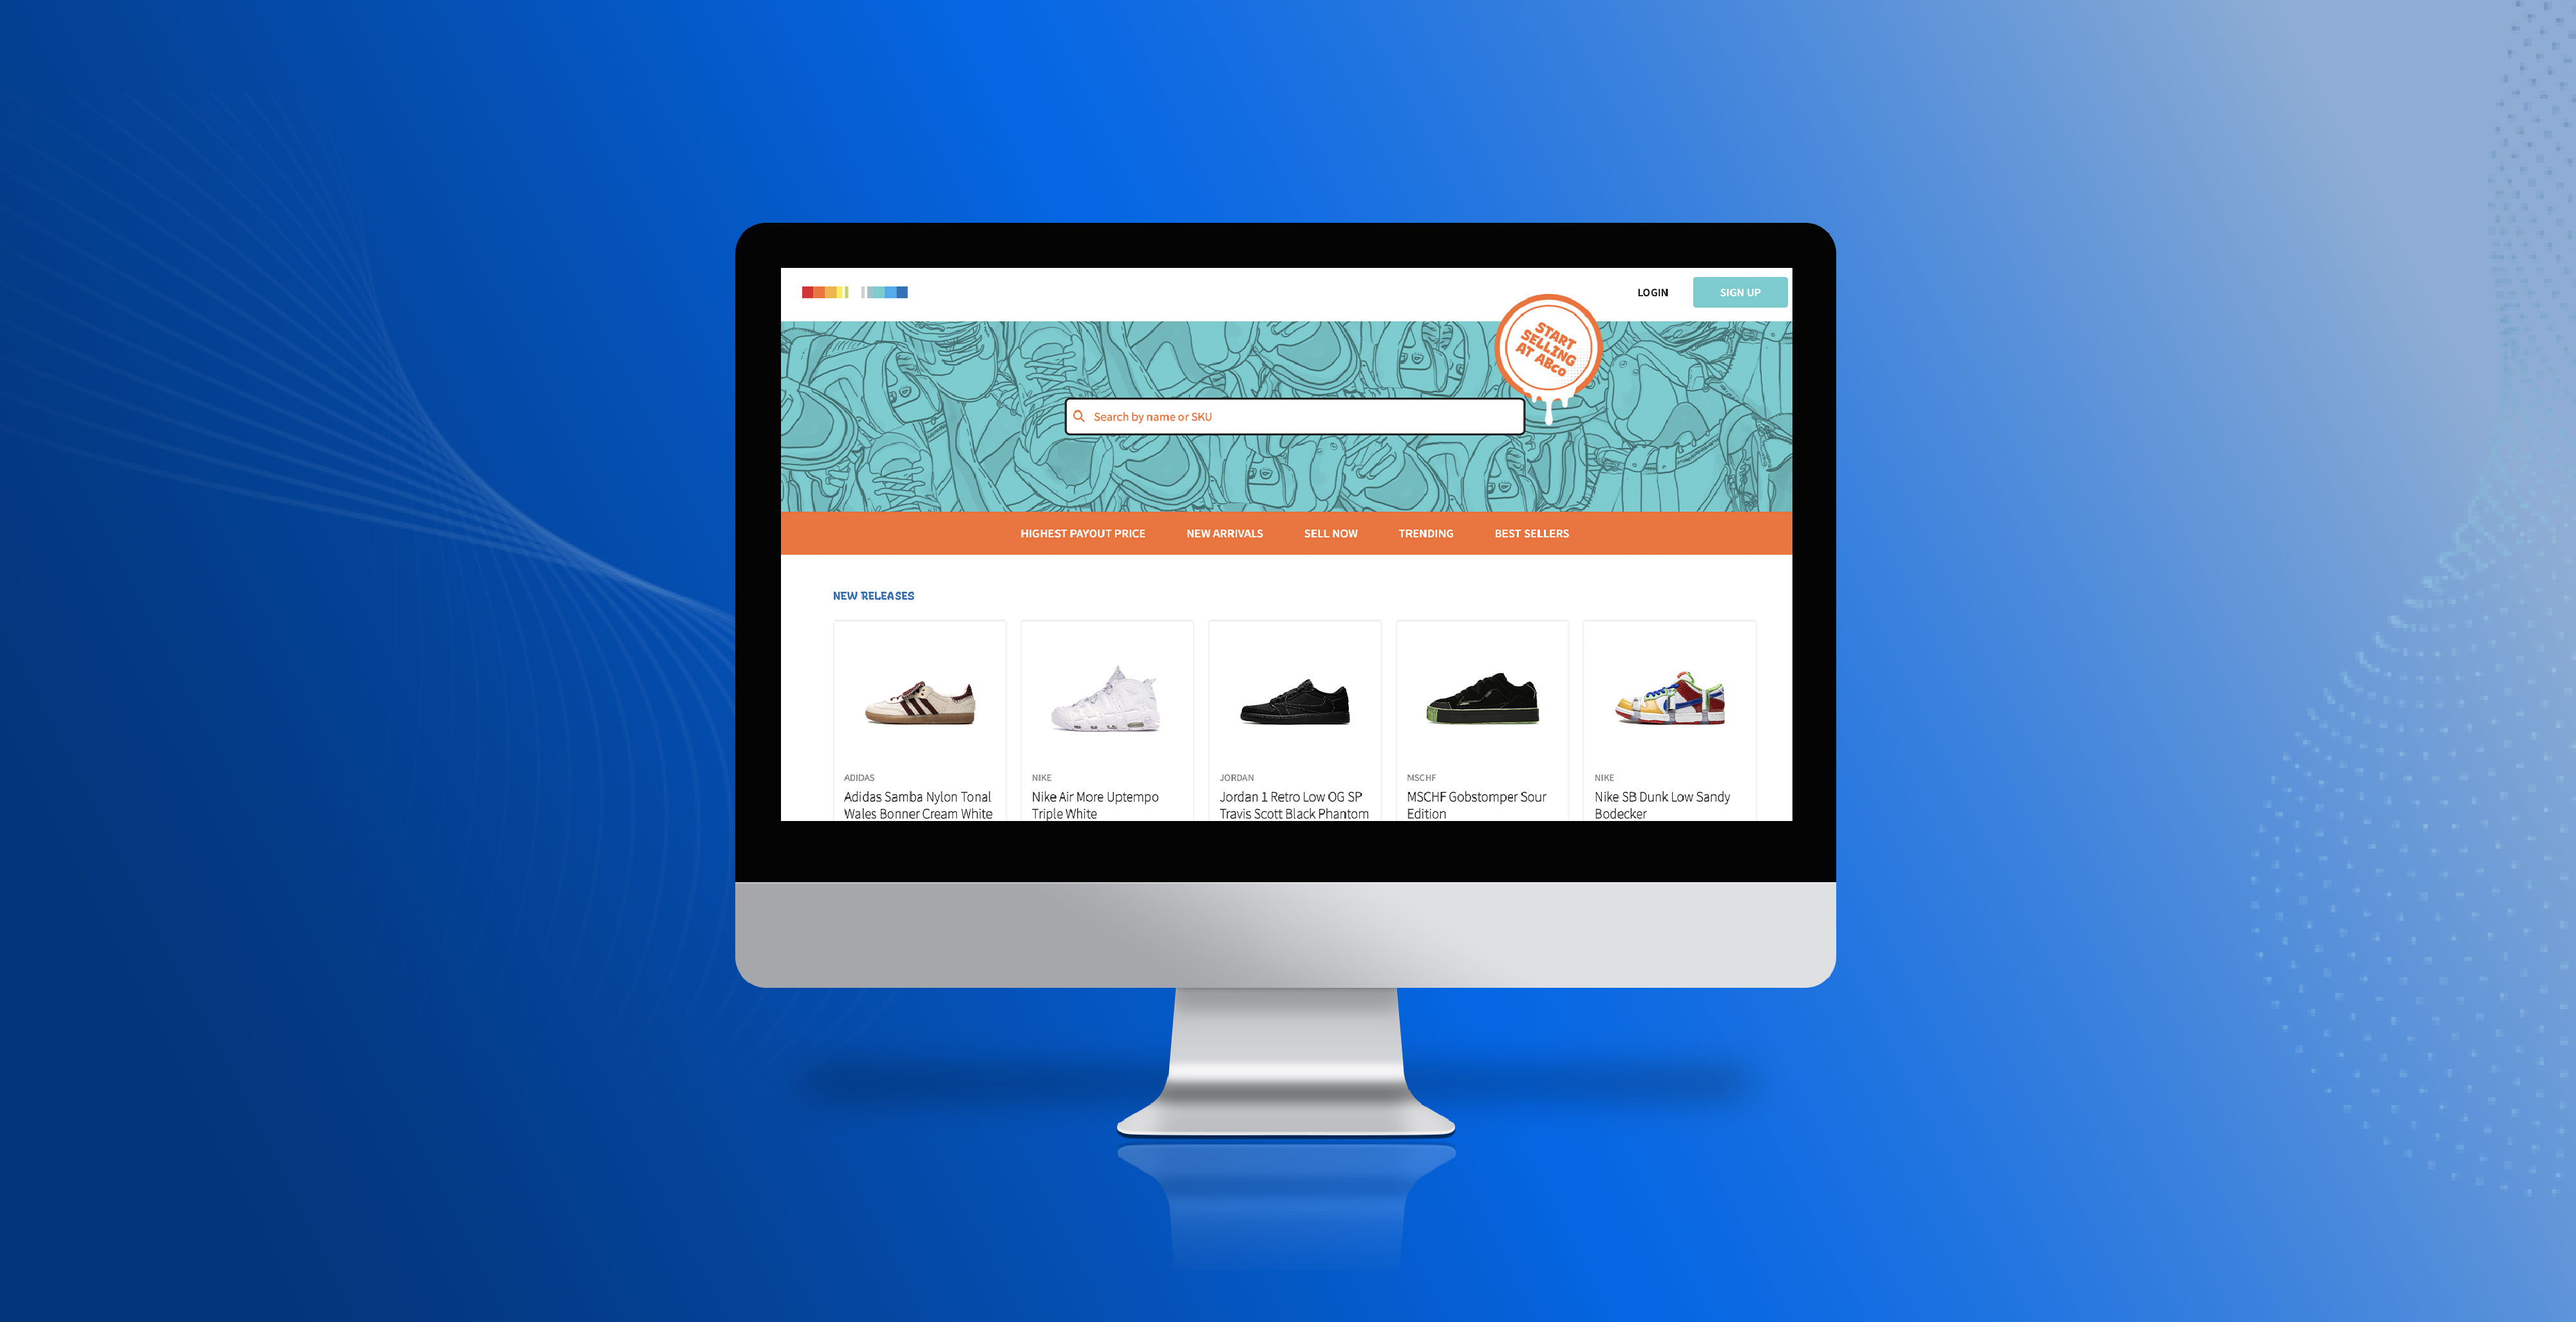 LOGIN
SIGN UP
START
SELLING
AT ABco
Search by name or SKU
HIGHEST PAYOUT PRICE
NEW ARRIVALS
SELL NOW
TRENDING
BEST SELLERS
NEW RELEASES
ADIDAS
Adidas Samba Nylon Tonal
Wales Bonner Cream White
NIKE
Nike Air More Uptempo
Triple White
JORDAN
Jordan 1 Retro Low OG SP
Travis Scott Black Phantom
MSCHF
MSCHF Gobstomper Sour
Edition
NIKE
Nike SB Dunk Low Sandy
Bodecker